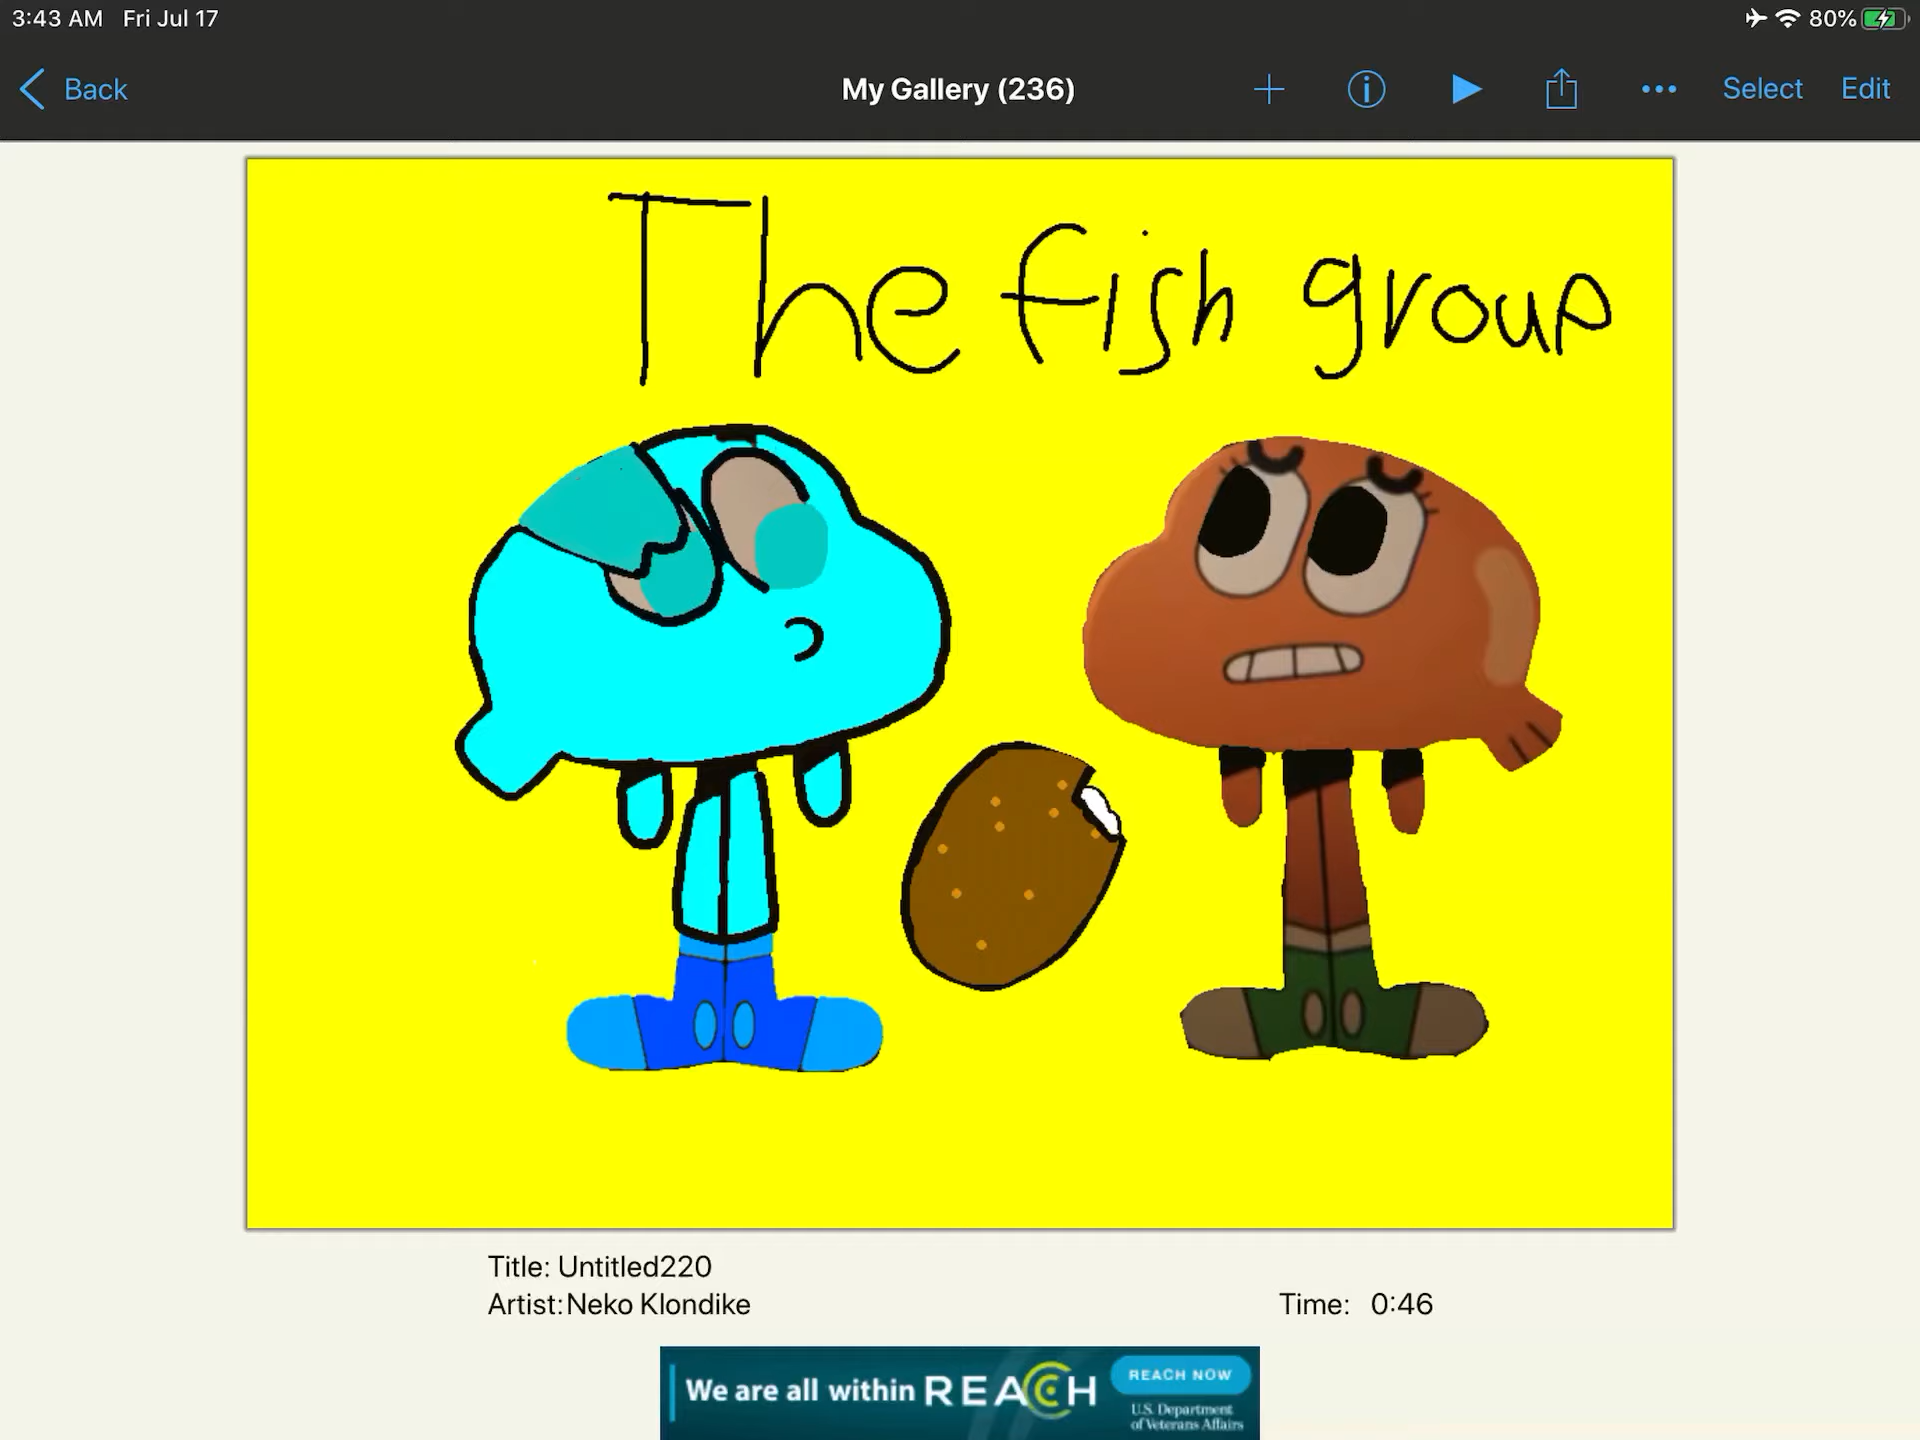 3:43 AM Fri Jul 17 80%
Back My Gallery (236) Select Edit
The fish group
Title: Untitled220
Artist:Neko Klondike Time: 0:46
We are all within REACH REACH NOW
U.S. Department
of Veterans Affairs